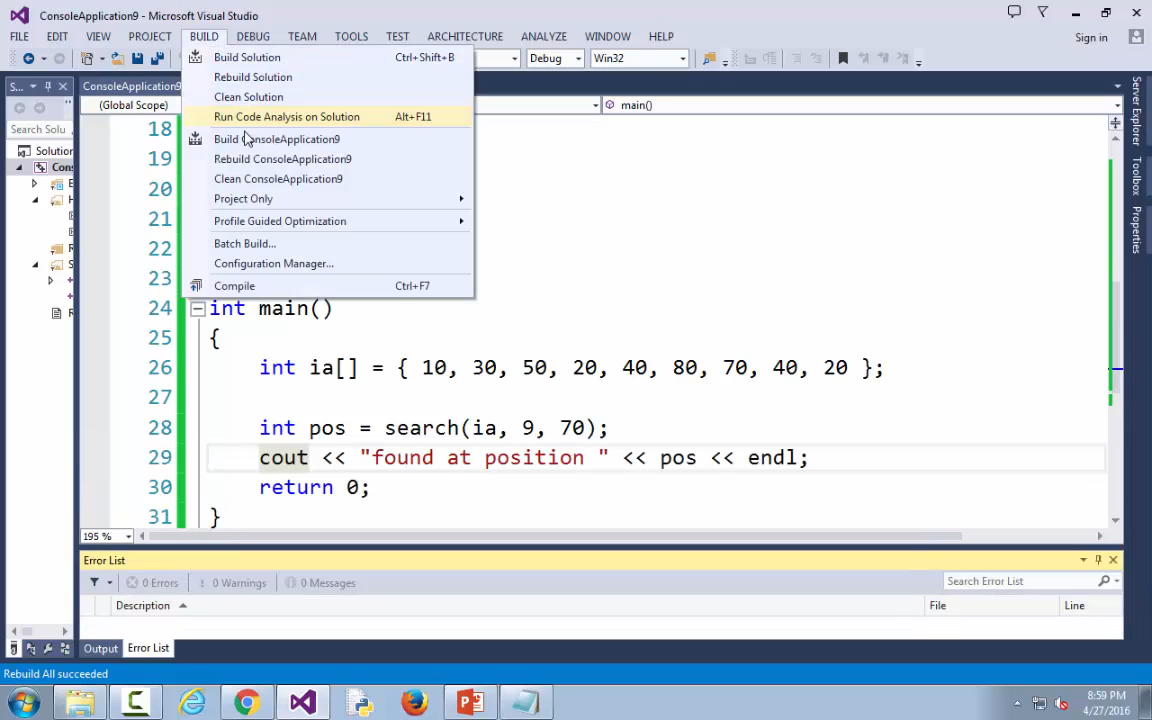 ConsoleApplication9 - Microsoft Visual Studio
FILE EDIT VIEW PROJECT BUILD DEBUG TEAM TOOLS TEST ARCHITECTURE ANALYZE WINDOW HELP
Sign in
Debug Win32
Build Solution Ctrl+Shift+B
Rebuild Solution
Clean Solution
Run Code Analysis on Solution Alt+F11
Build ConsoleApplication9
Rebuild ConsoleApplication9
Clean ConsoleApplication9
Project Only
Profile Guided Optimization
Batch Build...
Configuration Manager...
Compile Ctrl+F7
S...
ConsoleApplication9
(Global Scope)
main()
Search Solu
Solution
Cons
Server Explorer
Toolbox
Properties
18
19
20
21
22
23
24 int main()
25 {
26 int ia[] = { 10, 30, 50, 20, 40, 80, 70, 40, 20 };
27
28 int pos = search(ia, 9, 70);
29 cout << "found at position " << pos << endl;
30 return 0;
31 }
195 %
Error List
0 Errors 0 Warnings 0 Messages
Search Error List
Description File Line
Output Error List
Rebuild All succeeded
8:59 PM
4/27/2016